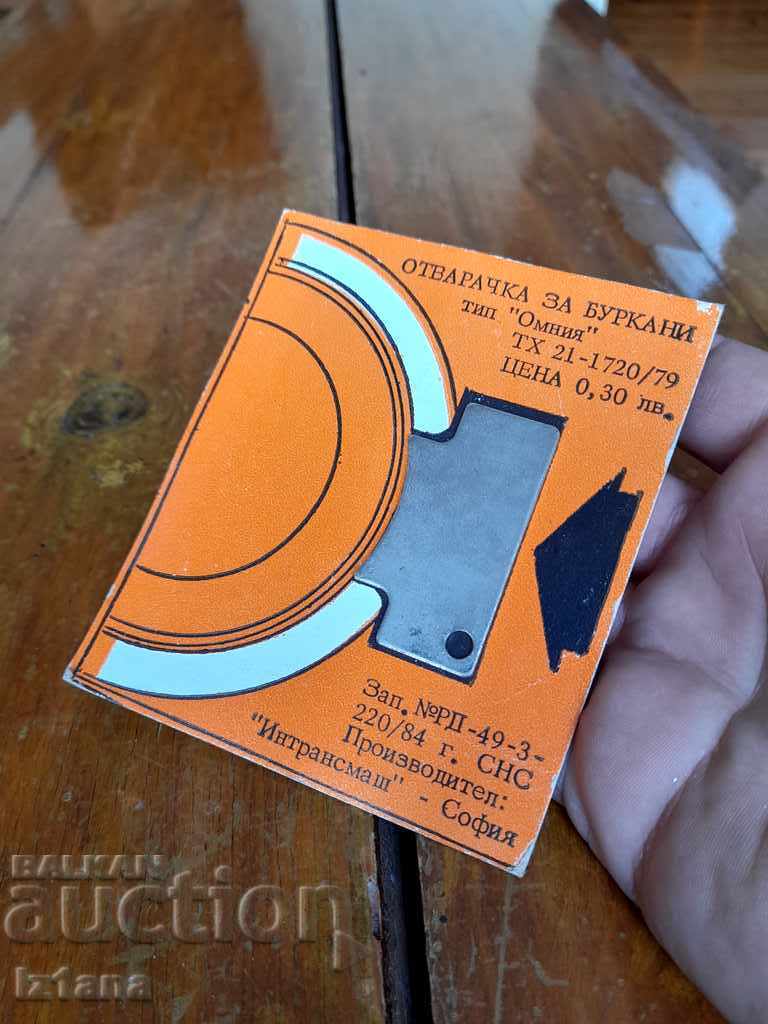 ОТВАРАЧКА ЗА БУРКАНИ
тип "Омния"
ТХ 21-1720/79
ЦЕНА 0,30 лв.
Зап. №РП-49-3-
220/84 г. СНС
Производител:
"Интрансмаш" - София
BALKAN
auction
Iztana